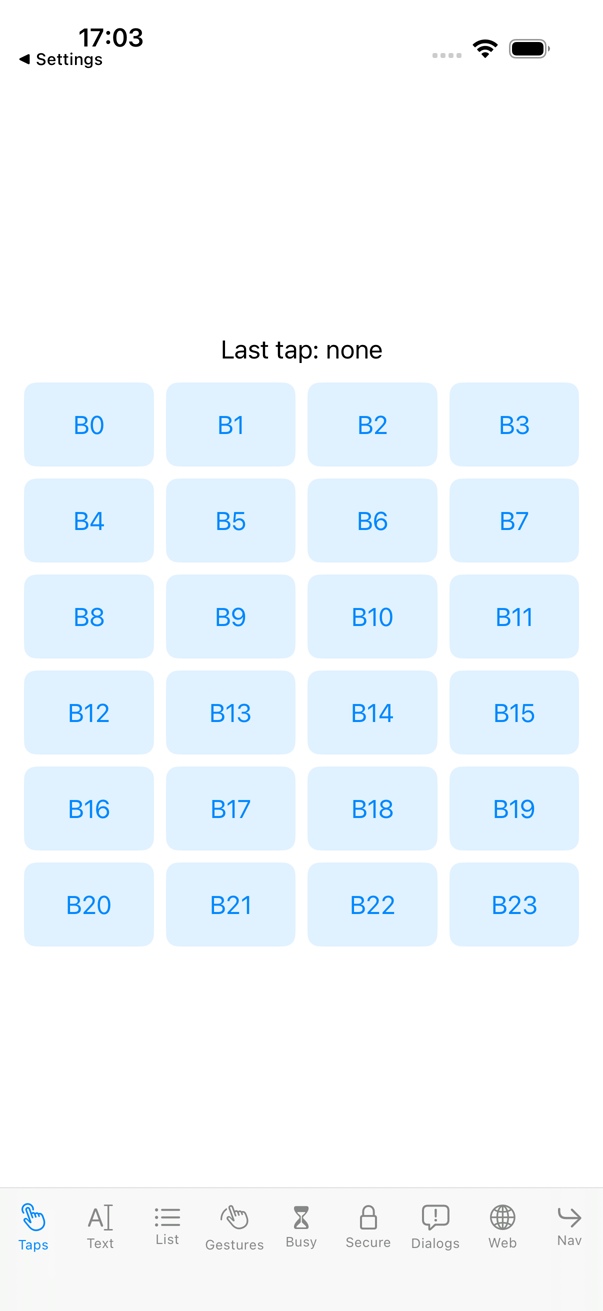 17:03
◀ Settings
Last tap: none
B0 B1 B2 B3
B4 B5 B6 B7
B8 B9 B10 B11
B12 B13 B14 B15
B16 B17 B18 B19
B20 B21 B22 B23
Taps Text List Gestures Busy Secure Dialogs Web Nav